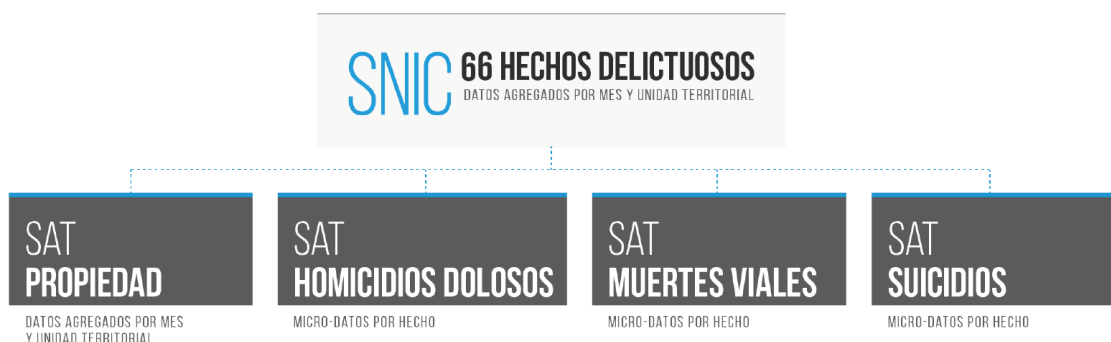 SNIC 66 HECHOS DELICTUOSOS
DATOS AGREGADOS POR MES Y UNIDAD TERRITORIAL
SAT
PROPIEDAD
DATOS AGREGADOS POR MES
Y UNIDAD TERRITORIAL
SAT
HOMICIDIOS DOLOSOS
MICRO-DATOS POR HECHO
SAT
MUERTES VIALES
MICRO-DATOS POR HECHO
SAT
SUICIDIOS
MICRO-DATOS POR HECHO